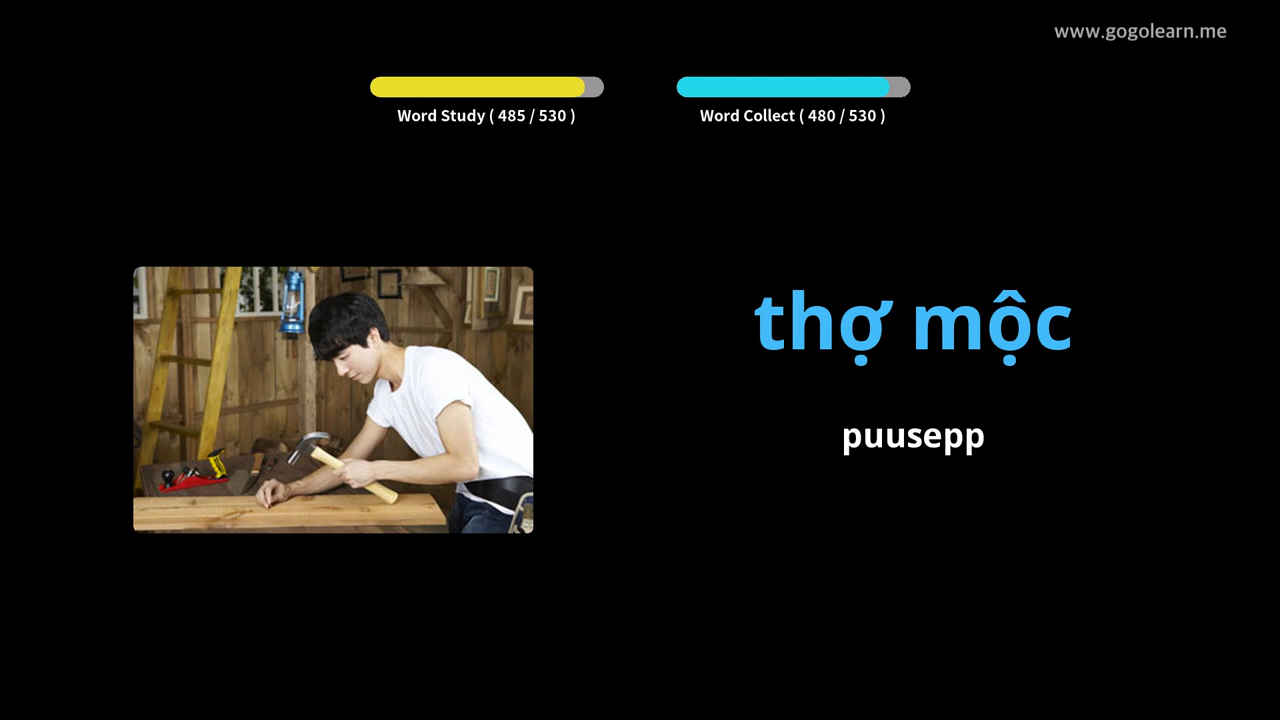 www.gogolearn.me
Word Study ( 485 / 530 )
Word Collect ( 480 / 530 )
thợ mộc
puusepp